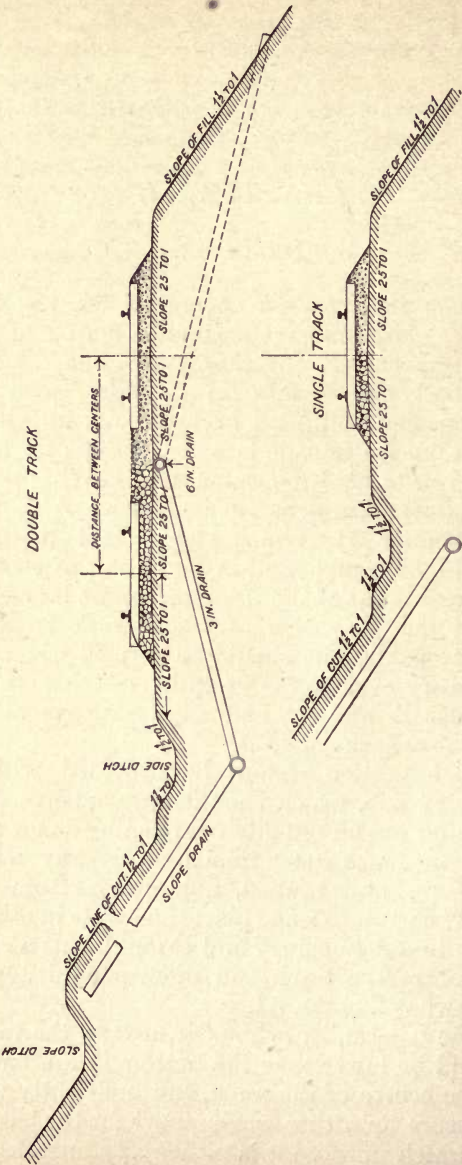 DOUBLE TRACK
DISTANCE BETWEEN CENTERS
SLOPE DITCH
SLOPE LINE OF CUT 1½ TO 1
SLOPE DRAIN
1½ TO 1
SIDE DITCH
1½ TO 1
SLOPE 25 TO 1
SLOPE 25 TO 1
SLOPE 25 TO 1
SLOPE 25 TO 1
3 IN. DRAIN
6 IN. DRAIN
SLOPE OF FILL 1½ TO 1
SINGLE TRACK
SLOPE OF CUT 1½ TO 1
1½ TO 1
1½ TO 1
SLOPE 25 TO 1
SLOPE 25 TO 1
SLOPE OF FILL 1½ TO 1